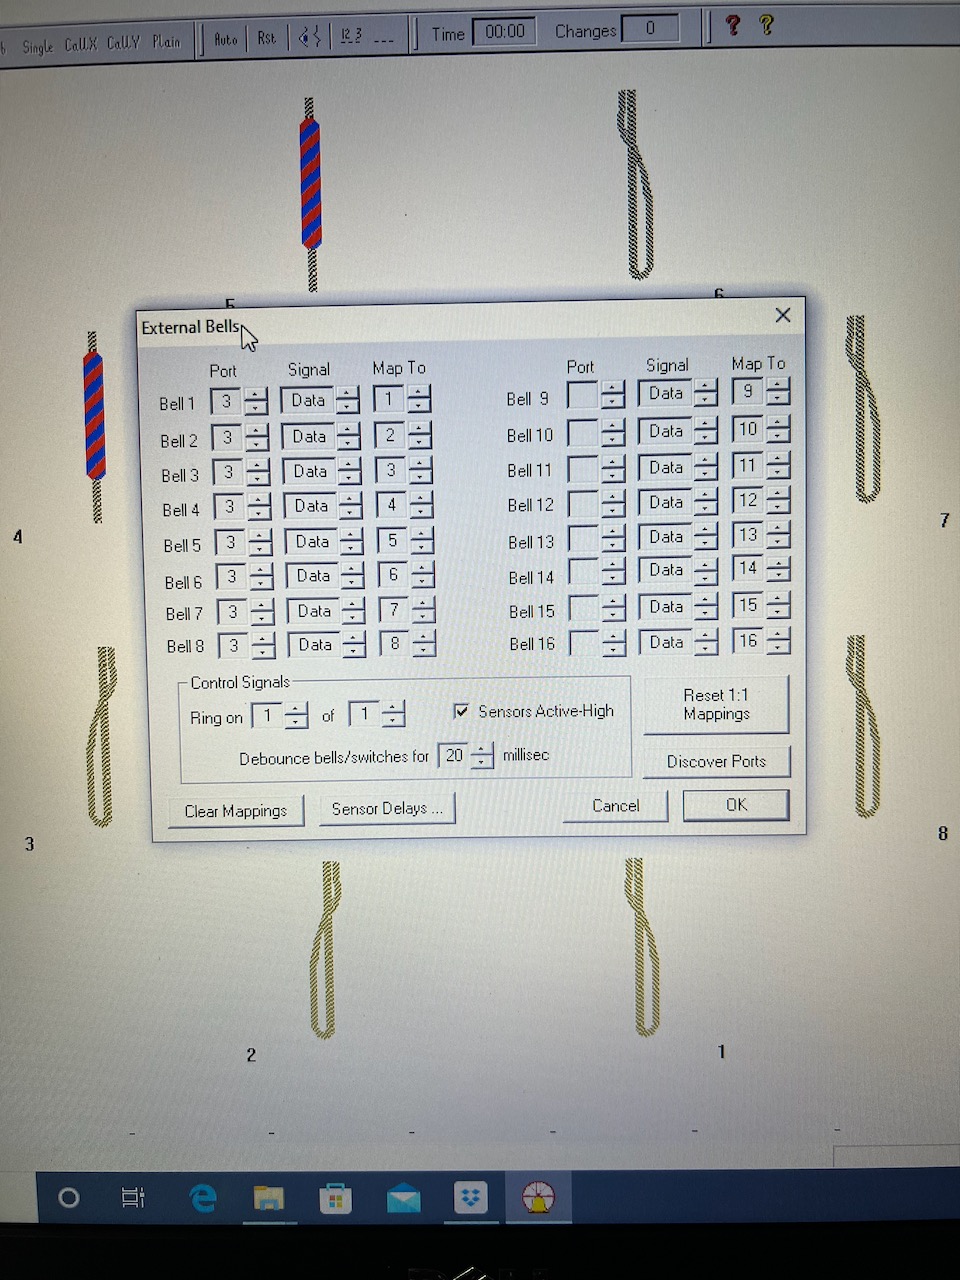 Single Call.X Call.Y Plain Auto Rst 12 3 Time 00:00 Changes 0 ? ?
5 6
External Bells
Port Signal Map To Port Signal Map To
Bell 1 3 Data 1 Bell 9 Data 9
Bell 2 3 Data 2 Bell 10 Data 10
Bell 3 3 Data 3 Bell 11 Data 11
Bell 4 3 Data 4 Bell 12 Data 12
Bell 5 3 Data 5 Bell 13 Data 13
Bell 6 3 Data 6 Bell 14 Data 14
Bell 7 3 Data 7 Bell 15 Data 15
Bell 8 3 Data 8 Bell 16 Data 16
Control Signals
Ring on 1 of 1 Sensors Active-High
Debounce bells/switches for 20 millisec
Reset 1:1
Mappings
Discover Ports
Clear Mappings Sensor Delays ... Cancel OK
4 7
3 8
2 1